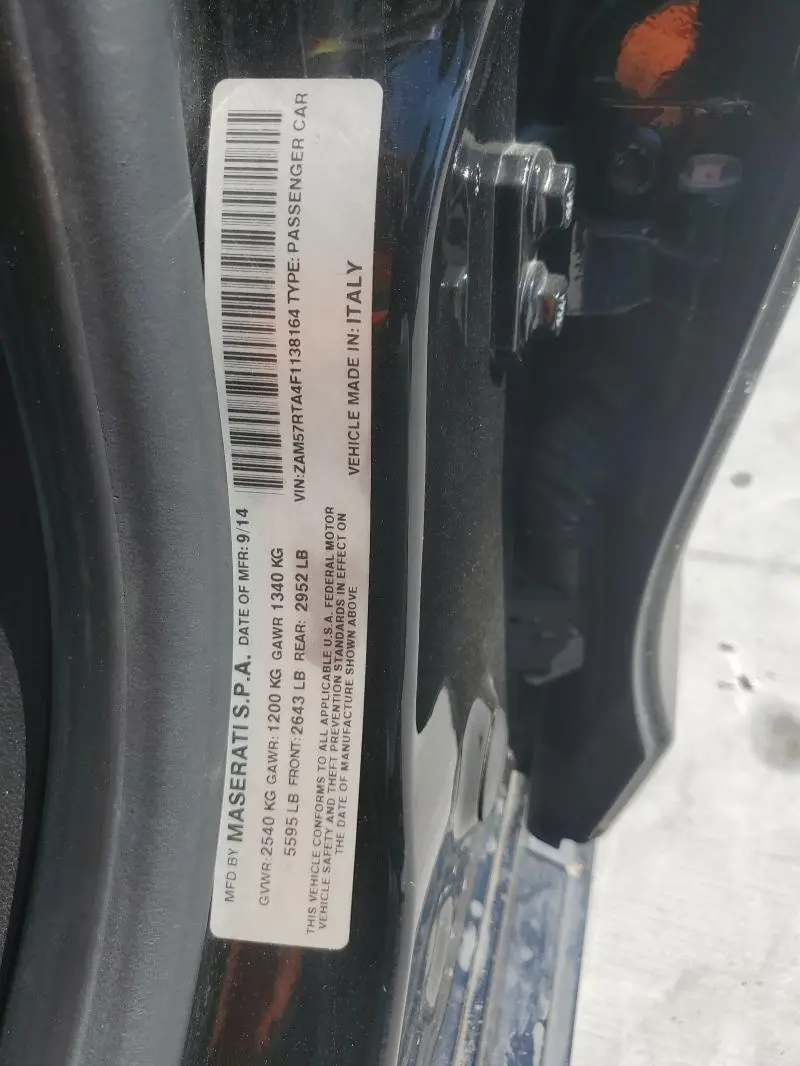 MFD BY MASERATI S.P.A. DATE OF MFR: 9/14
GVWR: 2540 KG GAWR: 1200 KG GAWR 1340 KG
5595 LB FRONT: 2643 LB REAR: 2952 LB
THIS VEHICLE CONFORMS TO ALL APPLICABLE U.S.A. FEDERAL MOTOR
VEHICLE SAFETY AND THEFT PREVENTION STANDARDS IN EFFECT ON
THE DATE OF MANUFACTURE SHOWN ABOVE
VIN:ZAM57RTA4F1138164 TYPE: PASSENGER CAR
VEHICLE MADE IN: ITALY